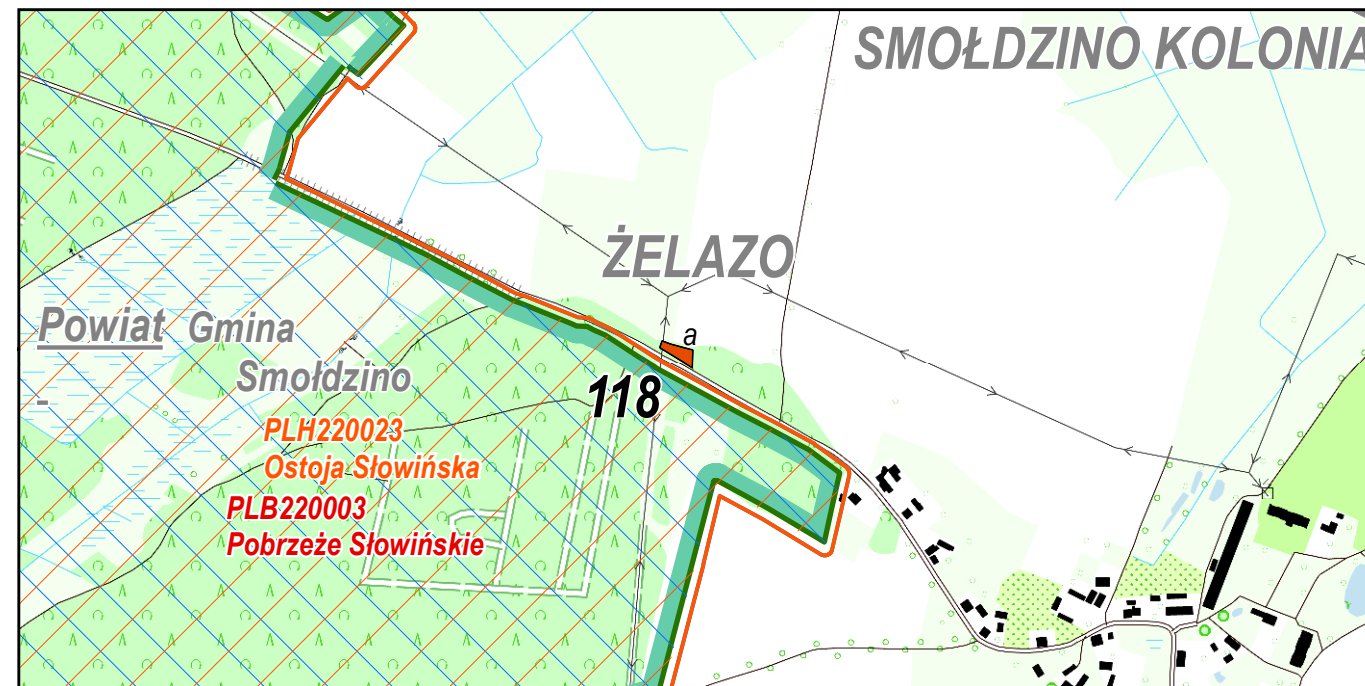 SMOŁDZINO KOLONIA
ŻELAZO
Powiat Gmina
Smołdzino
-
a
118
PLH220023
Ostoja Słowińska
PLB220003
Pobrzeże Słowińskie